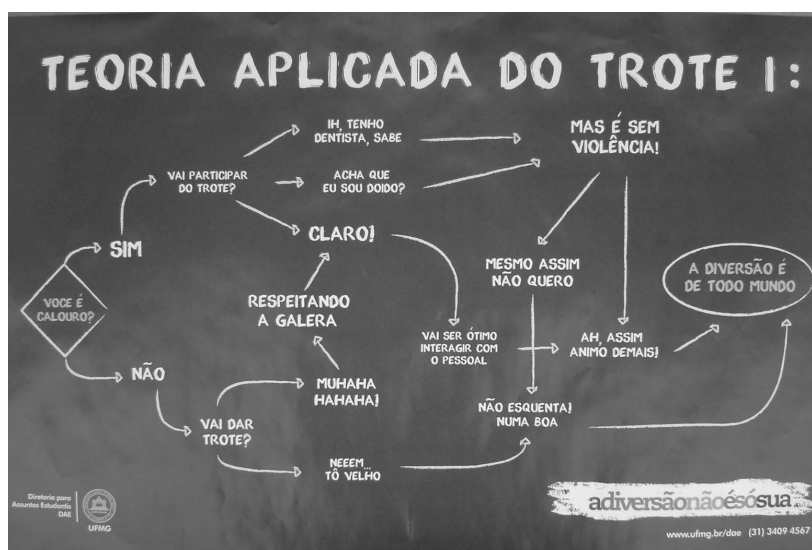 TEORIA APLICADA DO TROTE I:
IH, TENHO
DENTISTA, SABE
MAS É SEM
VIOLÊNCIA!
VAI PARTICIPAR
DO TROTE?
ACHA QUE
EU SOU DOIDO?
CLARO!
SIM
MESMO ASSIM
NÃO QUERO
A DIVERSÃO É
DE TODO MUNDO
VOCE É
CALOURO?
RESPEITANDO
A GALERA
VAI SER ÓTIMO
INTERAGIR COM
O PESSOAL
AH, ASSIM
ANIMO DEMAIS!
NÃO
MUHAHA
HAHAHA!
VAI DAR
TROTE?
NÃO ESQUENTA!
NUMA BOA
NEEEM...
TÔ VELHO
Diretoria para
Assuntos Estudantis
DAE
UFMG
adiversãonãoésósua
www.ufmg.br/dae (31) 3409 4567